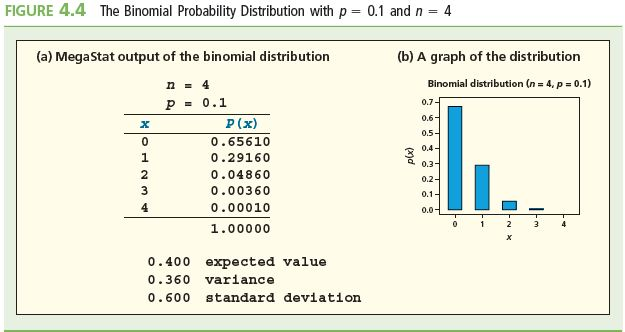 FIGURE 4.4 The Binomial Probability Distribution with p = 0.1 and n = 4
(a) MegaStat output of the binomial distribution
n = 4
p = 0.1
x P(x)
0 0.65610
1 0.29160
2 0.04860
3 0.00360
4 0.00010
1.00000
0.400 expected value
0.360 variance
0.600 standard deviation
(b) A graph of the distribution
Binomial distribution (n = 4, p = 0.1)
p(x)
0.7
0.6
0.5
0.4
0.3
0.2
0.1
0.0
0 1 2 3 4
x